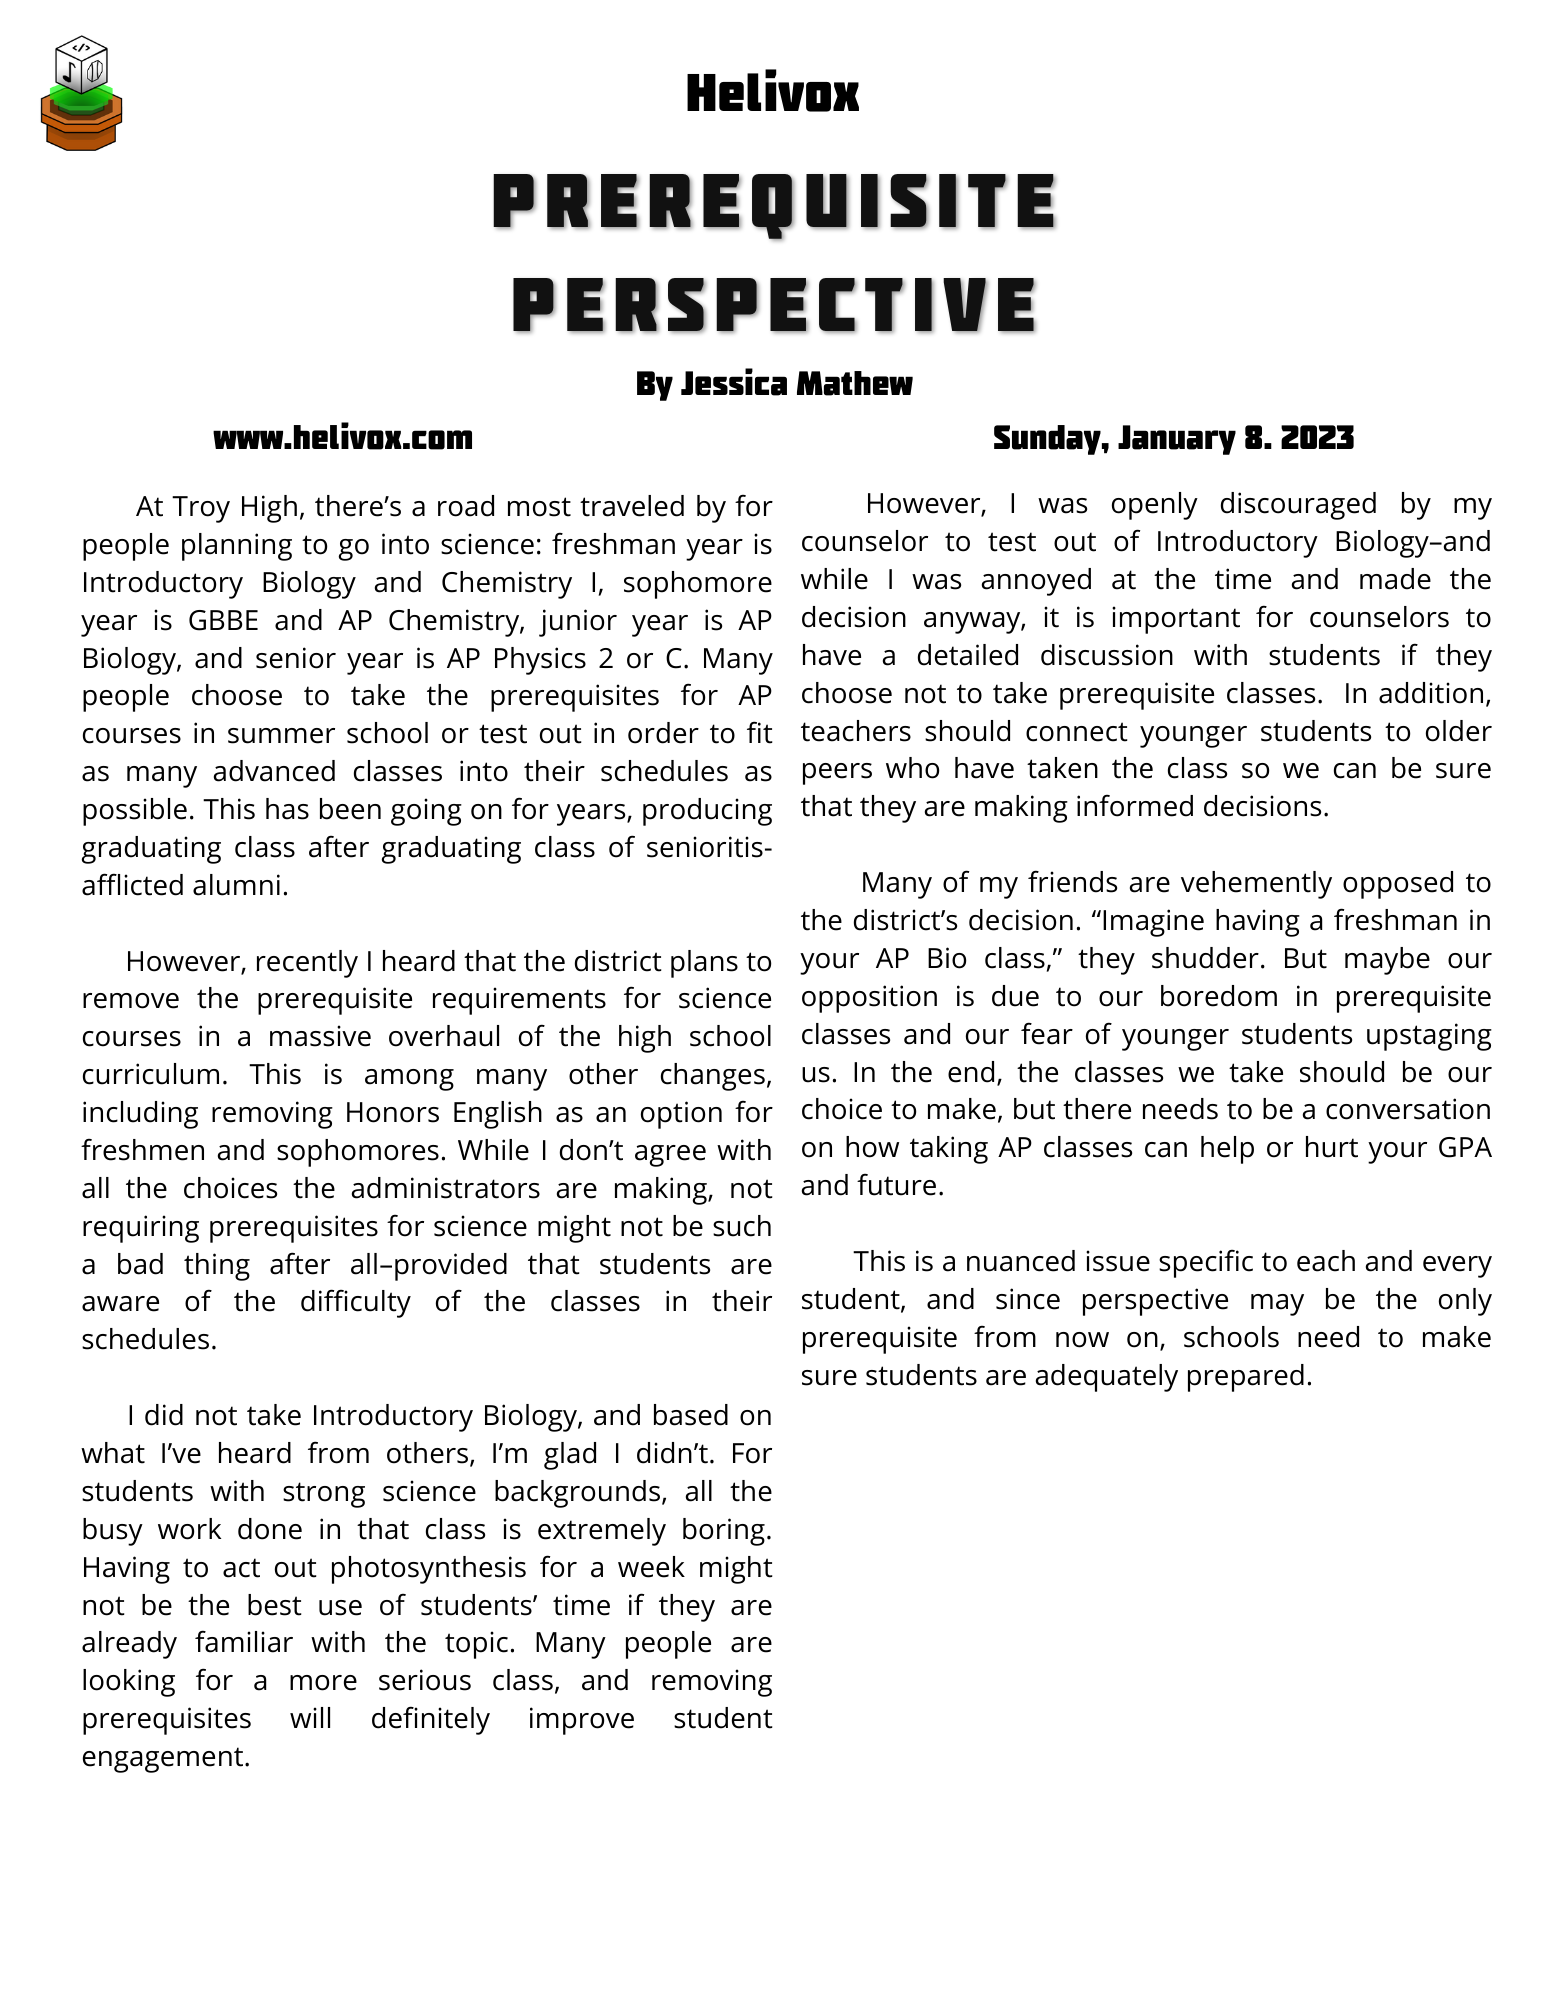 </>
Helivox
PREREQUISITE
PERSPECTIVE
By Jessica Mathew
www.helivox.com
Sunday, January 8. 2023
At Troy High, there’s a road most traveled by for
people planning to go into science: freshman year is
Introductory Biology and Chemistry I, sophomore
year is GBBE and AP Chemistry, junior year is AP
Biology, and senior year is AP Physics 2 or C. Many
people choose to take the prerequisites for AP
courses in summer school or test out in order to fit
as many advanced classes into their schedules as
possible. This has been going on for years, producing
graduating class after graduating class of senioritis-
afflicted alumni.
However, recently I heard that the district plans to
remove the prerequisite requirements for science
courses in a massive overhaul of the high school
curriculum. This is among many other changes,
including removing Honors English as an option for
freshmen and sophomores. While I don’t agree with
all the choices the administrators are making, not
requiring prerequisites for science might not be such
a bad thing after all–provided that students are
aware of the difficulty of the classes in their
schedules.
I did not take Introductory Biology, and based on
what I’ve heard from others, I’m glad I didn’t. For
students with strong science backgrounds, all the
busy work done in that class is extremely boring.
Having to act out photosynthesis for a week might
not be the best use of students’ time if they are
already familiar with the topic. Many people are
looking for a more serious class, and removing
prerequisites will definitely improve student
engagement.
However, I was openly discouraged by my
counselor to test out of Introductory Biology–and
while I was annoyed at the time and made the
decision anyway, it is important for counselors to
have a detailed discussion with students if they
choose not to take prerequisite classes.  In addition,
teachers should connect younger students to older
peers who have taken the class so we can be sure
that they are making informed decisions.
Many of my friends are vehemently opposed to
the district’s decision. “Imagine having a freshman in
your AP Bio class,” they shudder. But maybe our
opposition is due to our boredom in prerequisite
classes and our fear of younger students upstaging
us. In the end, the classes we take should be our
choice to make, but there needs to be a conversation
on how taking AP classes can help or hurt your GPA
and future.
This is a nuanced issue specific to each and every
student, and since perspective may be the only
prerequisite from now on, schools need to make
sure students are adequately prepared.